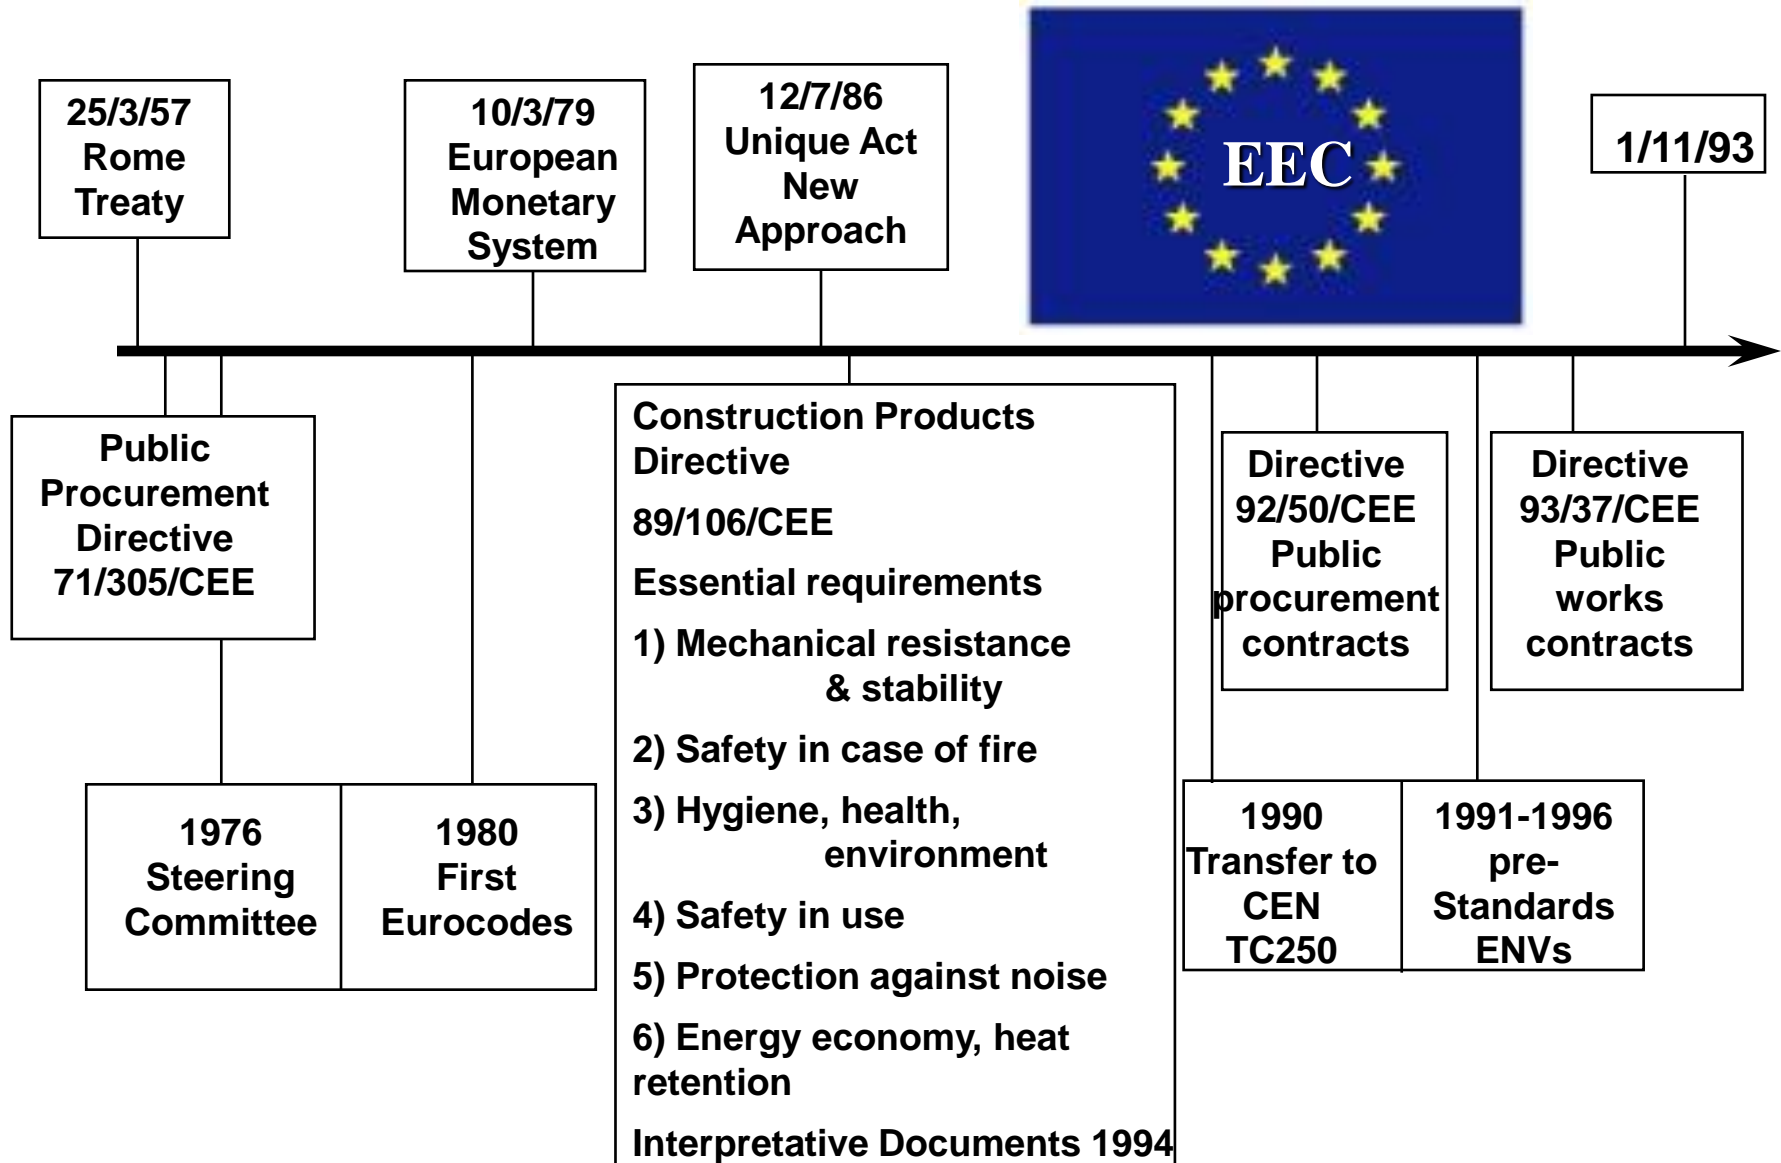 25/3/57
Rome
Treaty
10/3/79
European
Monetary
System
12/7/86
Unique Act
New
Approach
EEC
1/11/93
Public
Procurement
Directive
71/305/CEE
Construction Products
Directive
89/106/CEE
Essential requirements
1) Mechanical resistance
& stability
2) Safety in case of fire
3) Hygiene, health,
environment
4) Safety in use
5) Protection against noise
6) Energy economy, heat
retention
Interpretative Documents 1994
Directive
92/50/CEE
Public
procurement
contracts
Directive
93/37/CEE
Public
works
contracts
1976
Steering
Committee
1980
First
Eurocodes
1990
Transfer to
CEN
TC250
1991-1996
pre-
Standards
ENVs